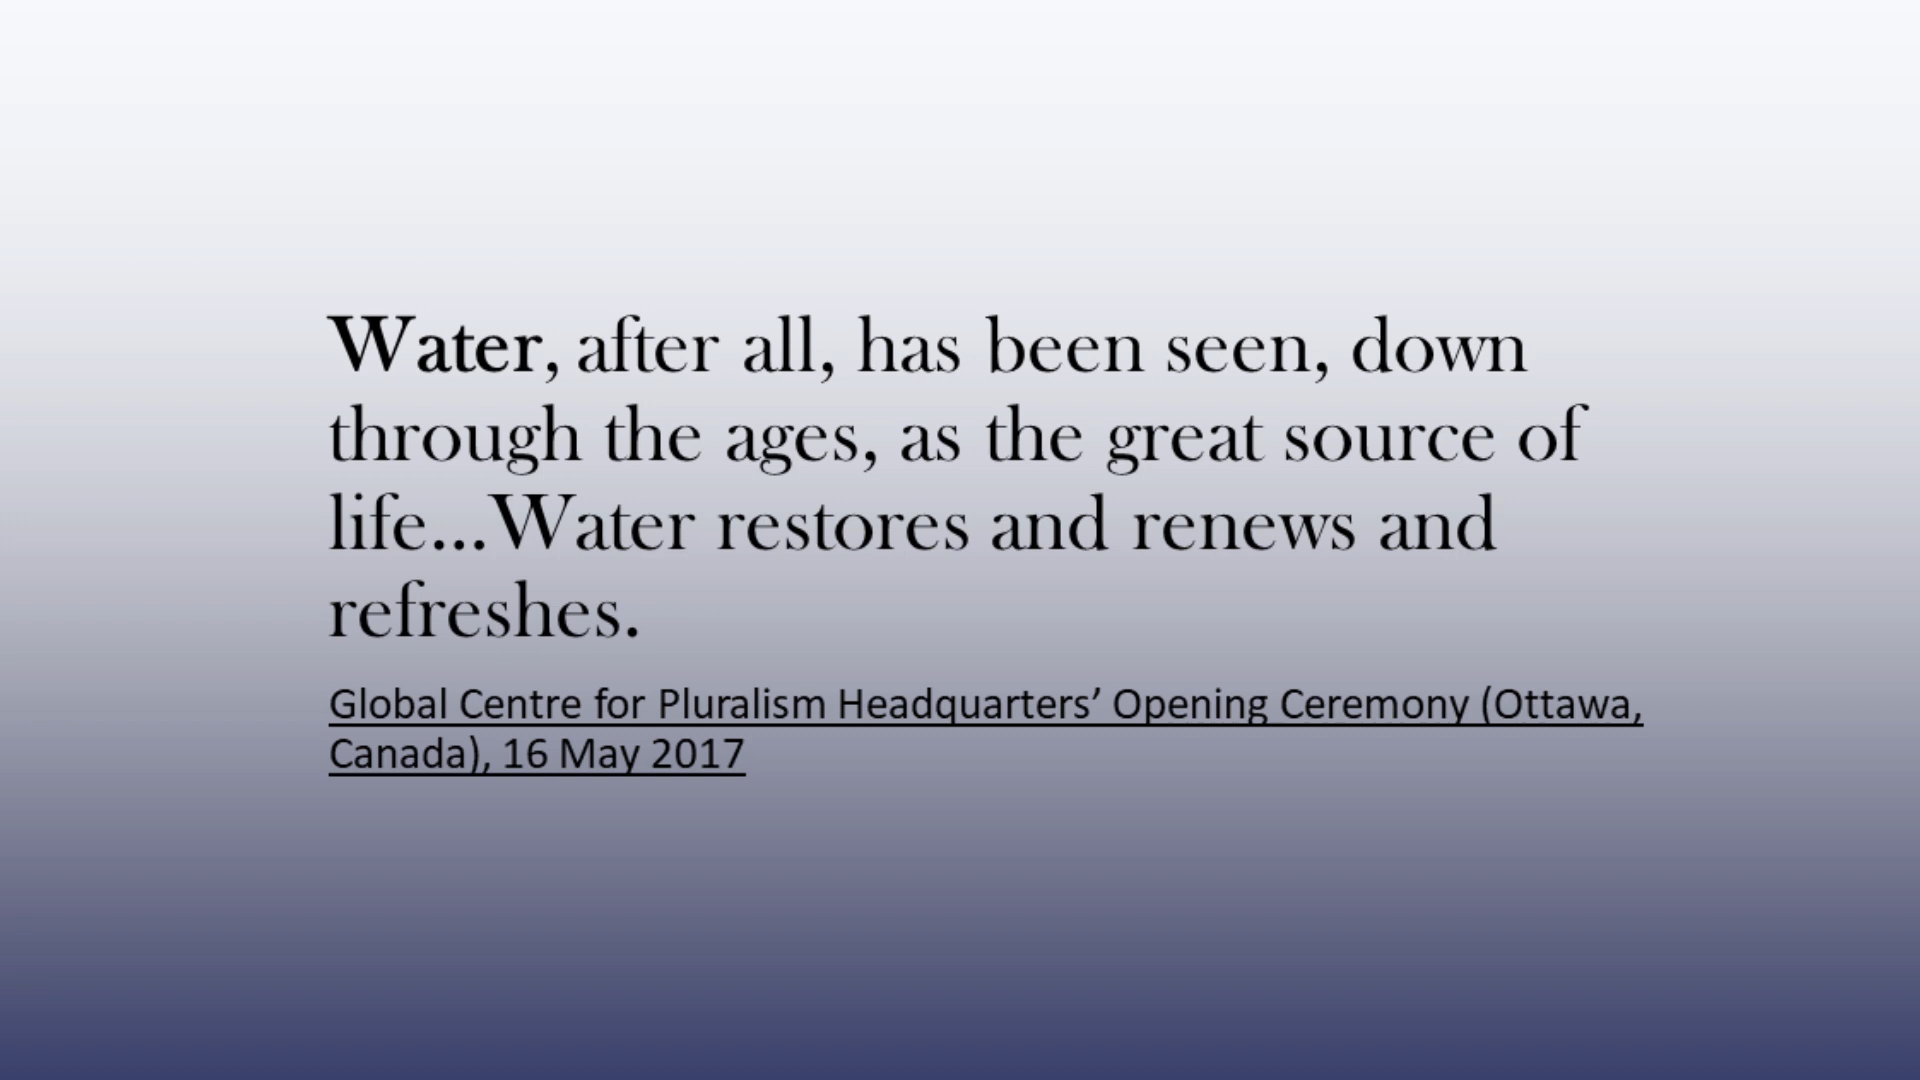 Water, after all, has been seen, down
through the ages, as the great source of
life...Water restores and renews and
refreshes.
Global Centre for Pluralism Headquarters’ Opening Ceremony (Ottawa,
Canada), 16 May 2017